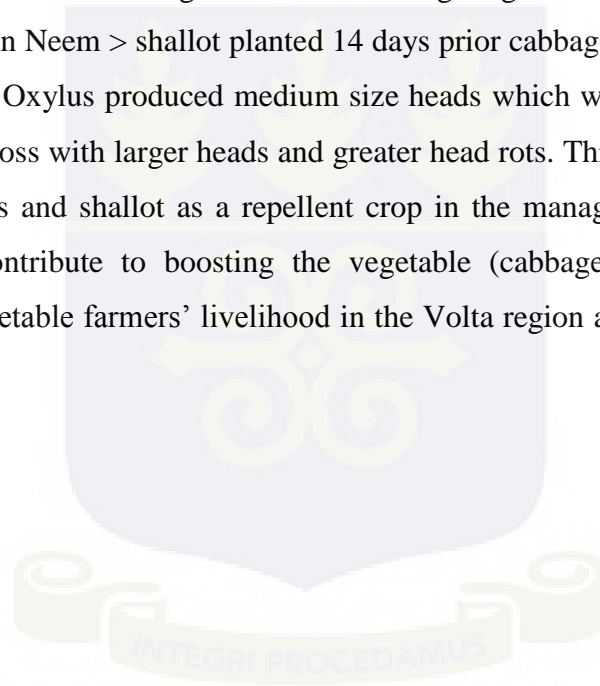 n Neem > shallot planted 14 days prior cabbag
Oxylus produced medium size heads which w
oss with larger heads and greater head rots. Thi
s and shallot as a repellent crop in the manag
ontribute to boosting the vegetable (cabbage
etable farmers’ livelihood in the Volta region a
INTEGRI PROCEDAMUS